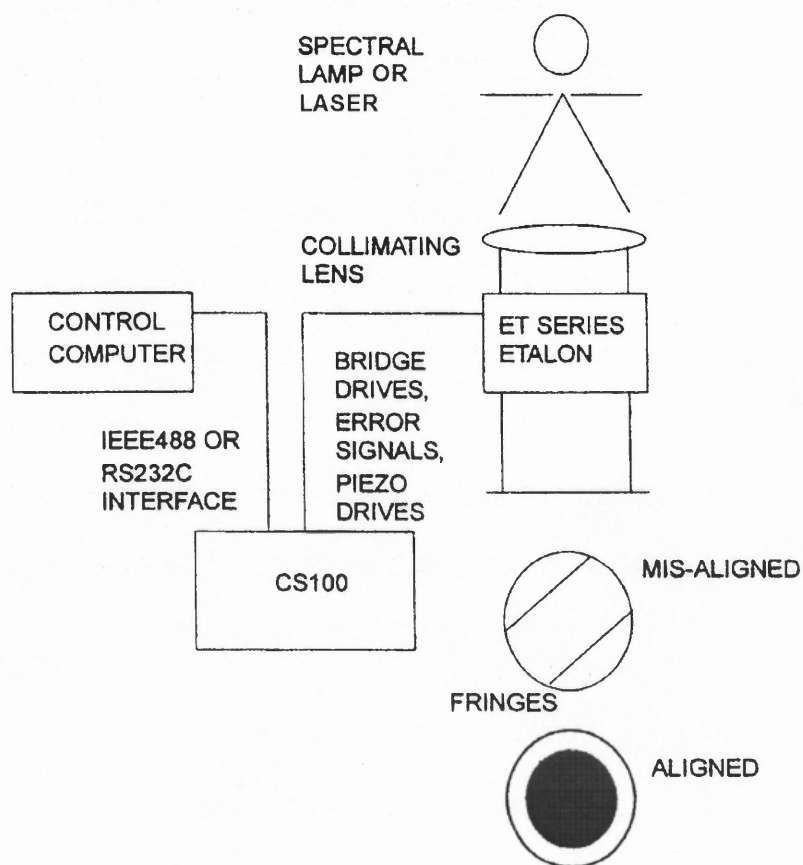 SPECTRAL
LAMP OR
LASER
COLLIMATING
LENS
CONTROL
COMPUTER
ET SERIES
ETALON
BRIDGE
DRIVES,
ERROR
SIGNALS,
PIEZO
DRIVES
IEEE488 OR
RS232C
INTERFACE
CS100
MIS-ALIGNED
FRINGES
ALIGNED